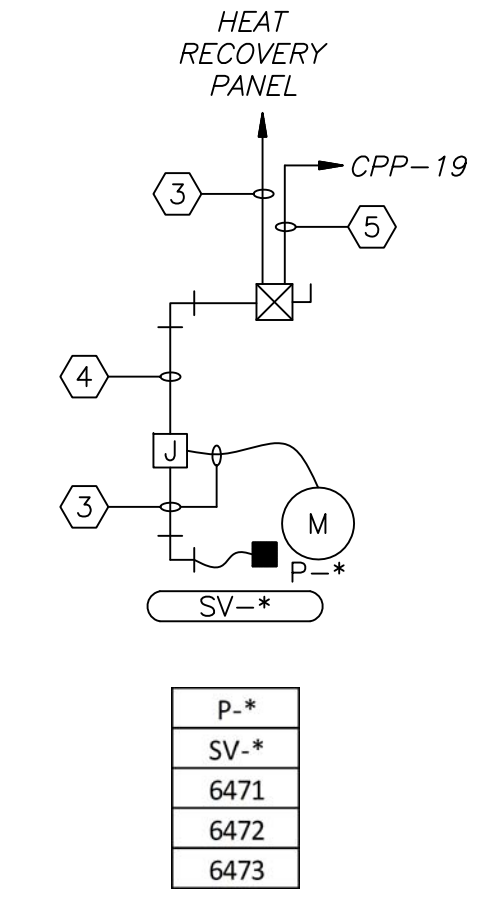 HEAT
RECOVERY
PANEL
CPP-19
3
5
4
J
3
M
P-*
SV-*
P-*
SV-*
6471
6472
6473